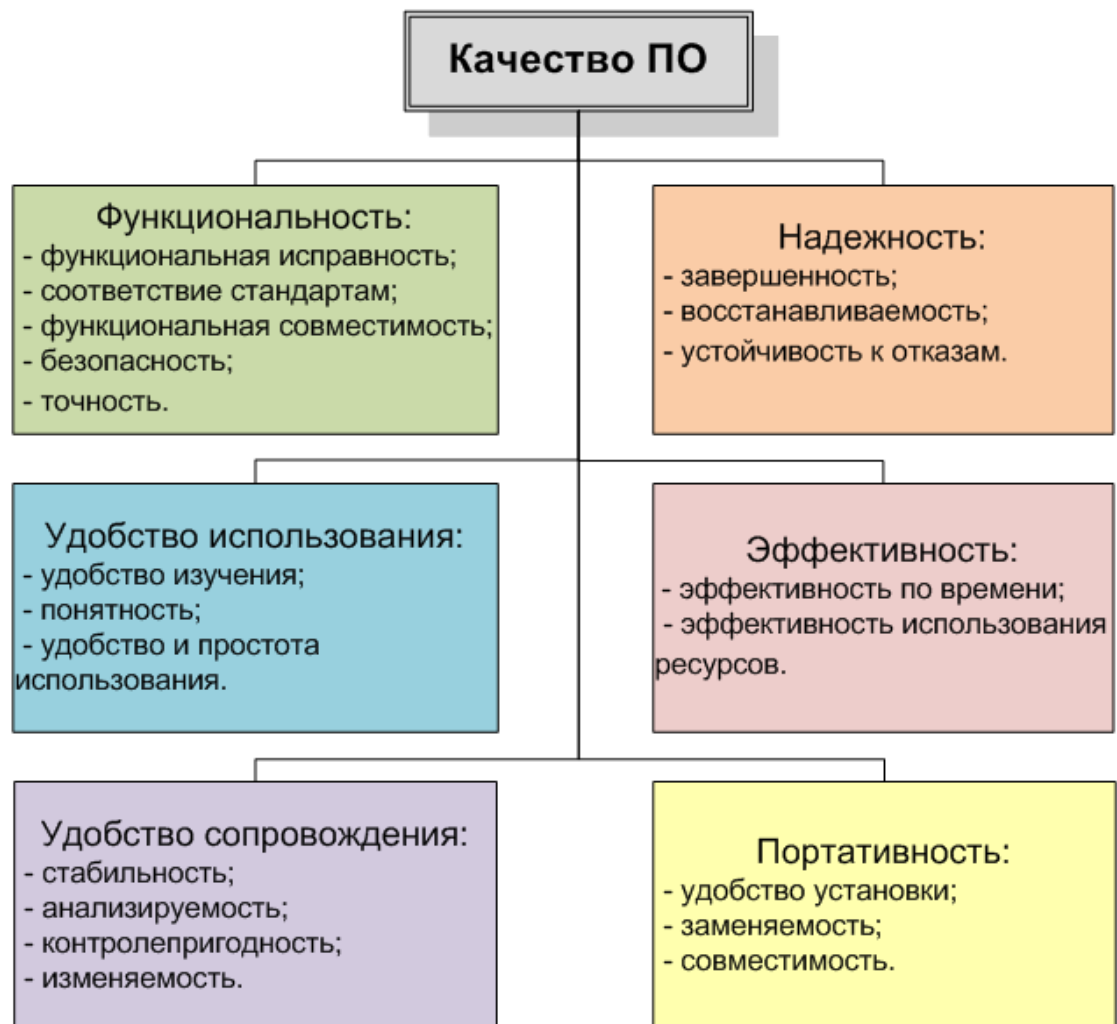 Качество ПО
Функциональность:
- функциональная исправность;
- соответствие стандартам;
- функциональная совместимость;
- безопасность;
- точность.
Надежность:
- завершенность;
- восстанавливаемость;
- устойчивость к отказам.
Удобство использования:
- удобство изучения;
- понятность;
- удобство и простота
использования.
Эффективность:
- эффективность по времени;
- эффективность использования
ресурсов.
Удобство сопровождения:
- стабильность;
- анализируемость;
- контролепригодность;
- изменяемость.
Портативность:
- удобство установки;
- заменяемость;
- совместимость.